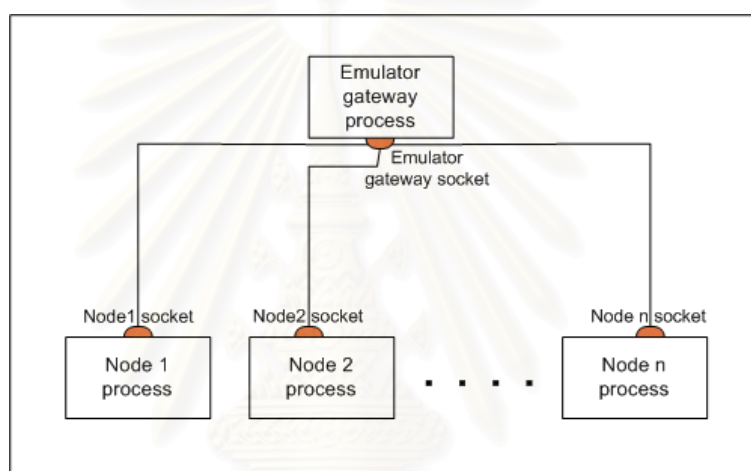 Emulator
gateway
process
Emulator
gateway socket
Node1 socket
Node2 socket
Node n socket
Node 1
process
Node 2
process
. . . .
Node n
process